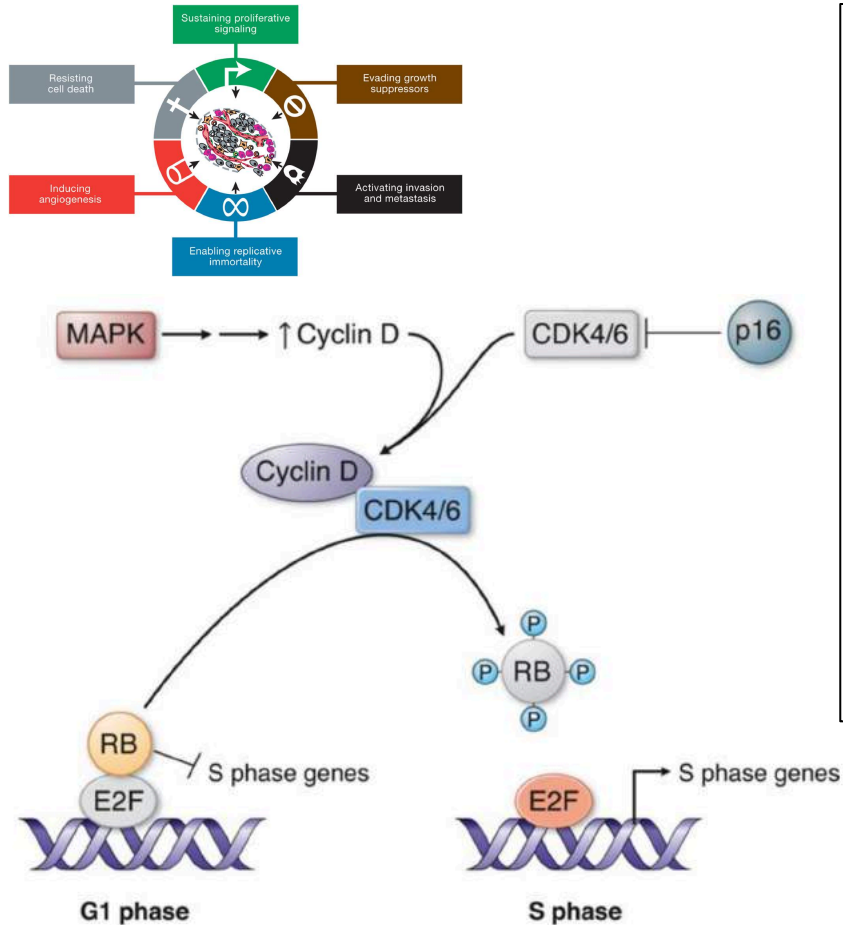 Sustaining proliferative
signaling
Resisting
cell death
Evading growth
suppressors
Inducing
angiogenesis
Activating invasion
and metastasis
Enabling replicative
immortality
MAPK
↑ Cyclin D
CDK4/6
p16
Cyclin D
CDK4/6
P
P
RB
P
P
RB
S phase genes
E2F
S phase genes
E2F
G1 phase
S phase